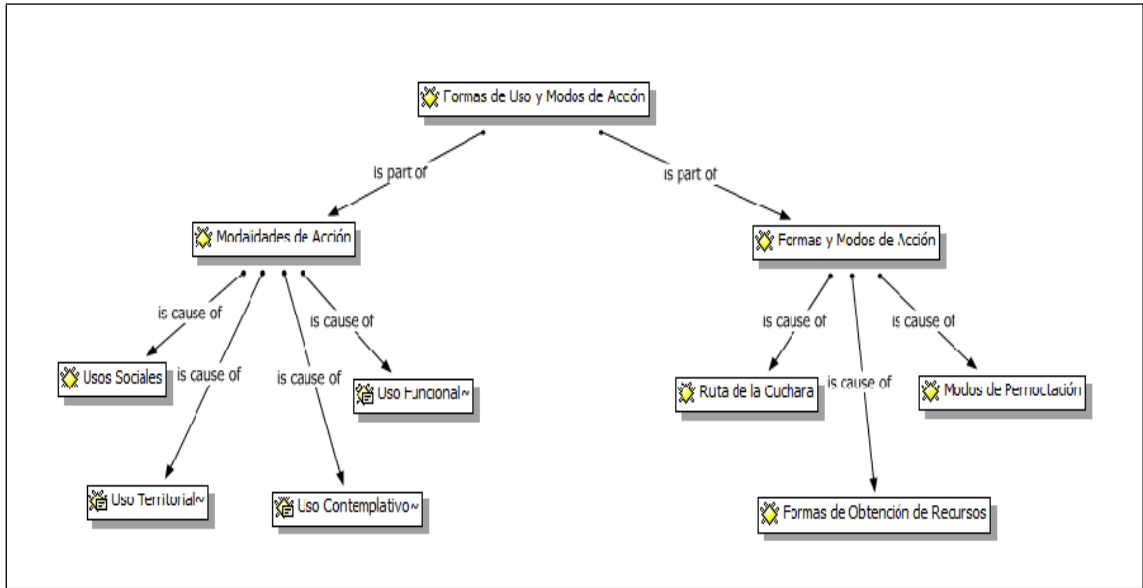 Formas de Uso y Modos de Acción
is part of
is part of
Modalidades de Acción
Formas y Modos de Acción
is cause of
is cause of
is cause of
is cause of
is cause of
is cause of
is cause of
Usos Sociales
Uso Funcional~
Ruta de la Cuchara
Modos de Pernoctación
Uso Territorial~
Uso Contemplativo~
Formas de Obtención de Recursos